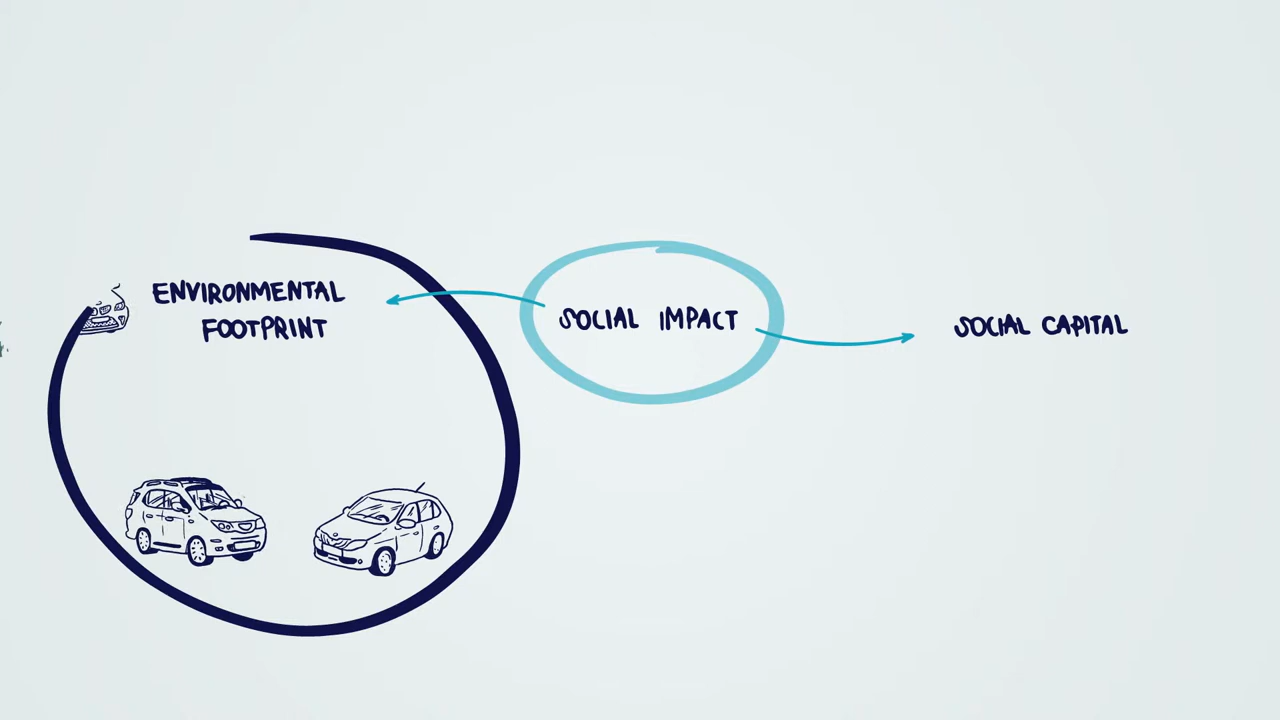 ENVIRONMENTAL
FOOTPRINT
SOCIAL IMPACT
SOCIAL CAPITAL